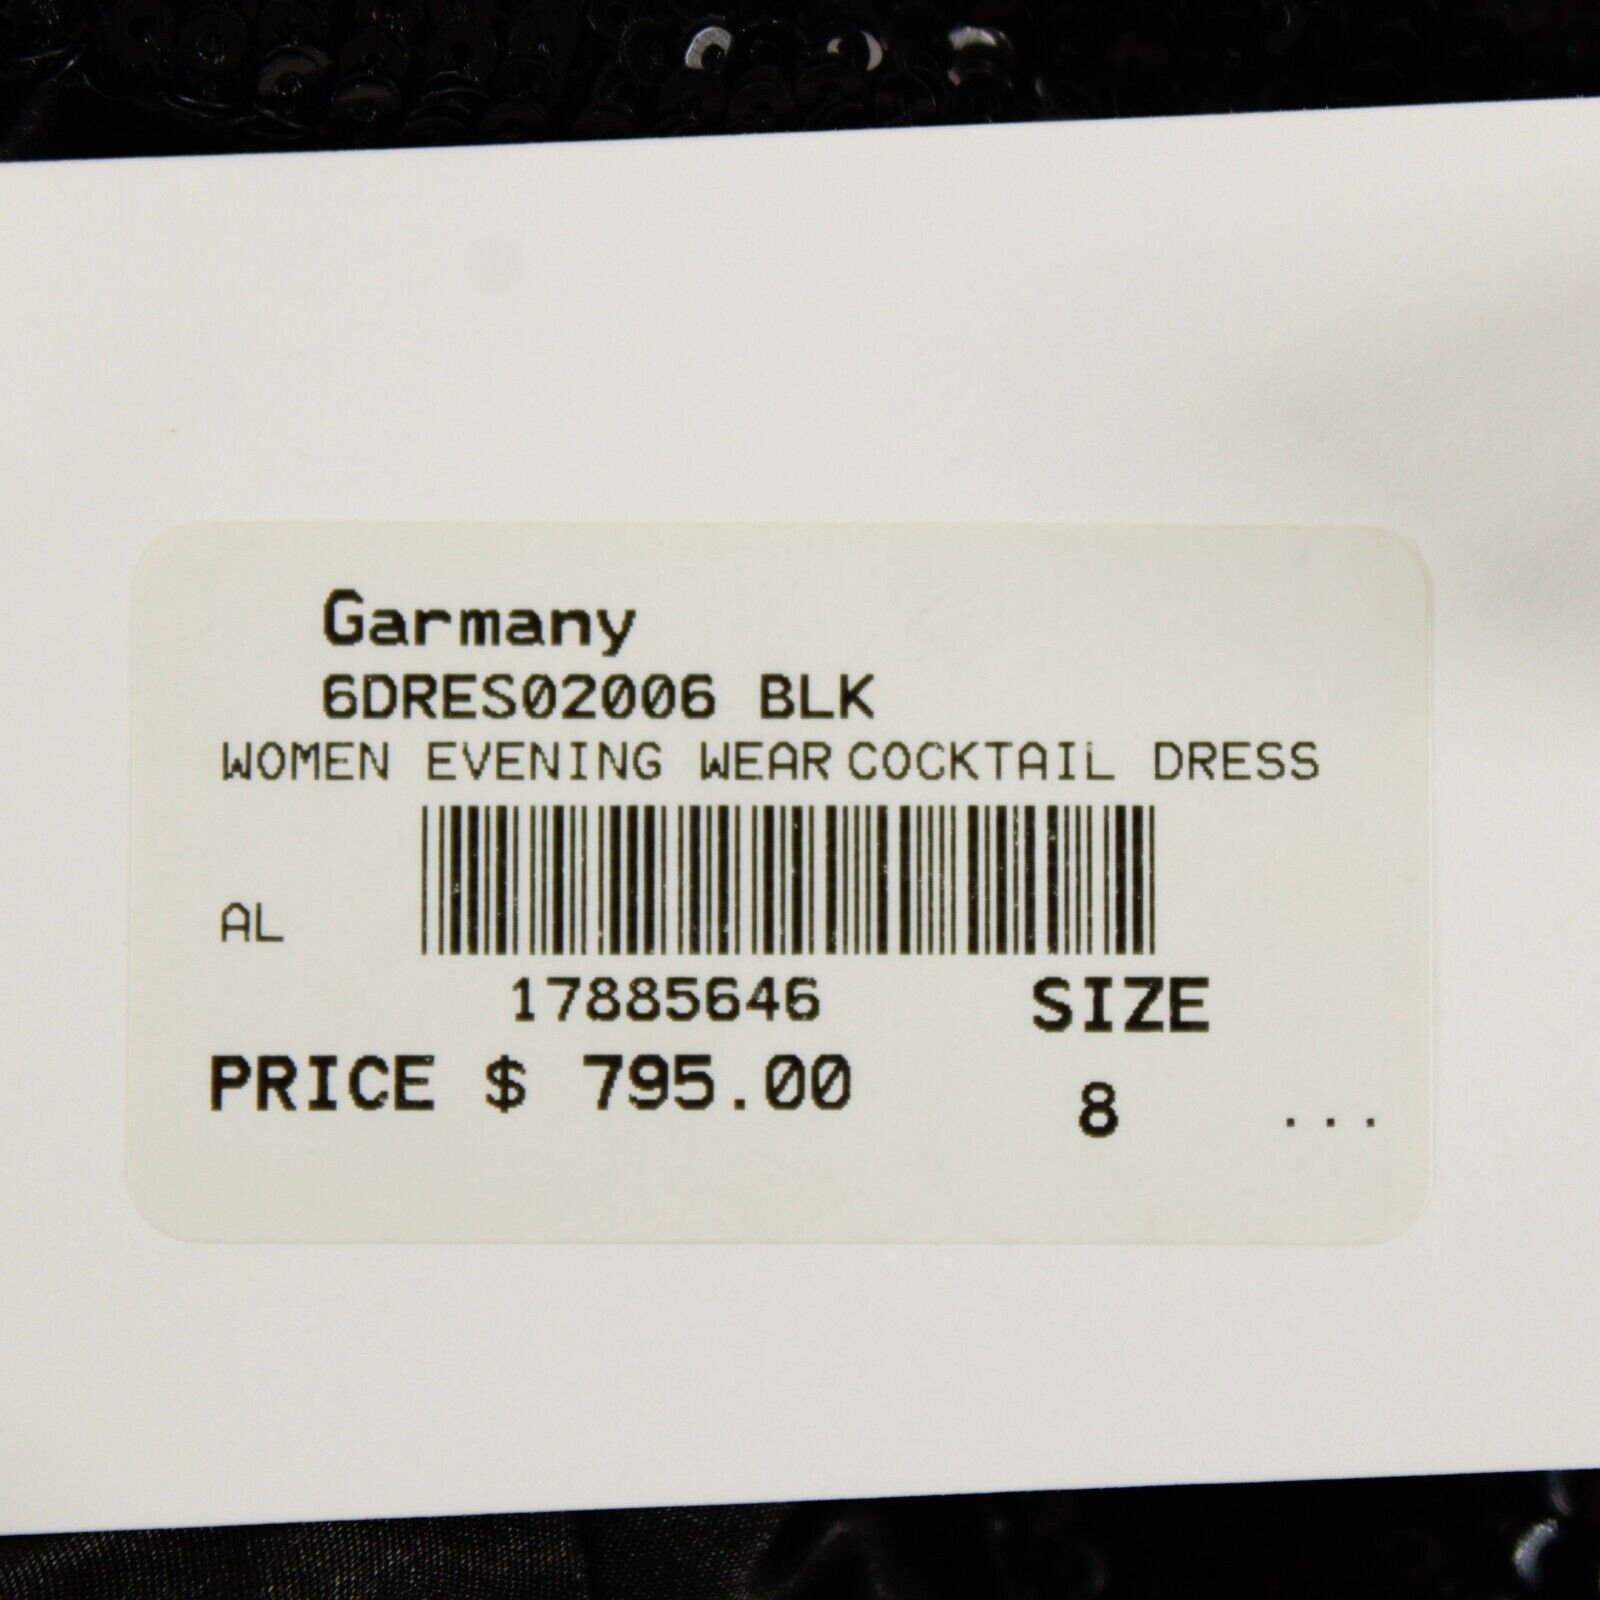 Garmany
6DRES02006 BLK
WOMEN EVENING WEAR COCKTAIL DRESS
AL
17885646
SIZE
PRICE $ 795.00
8 ...